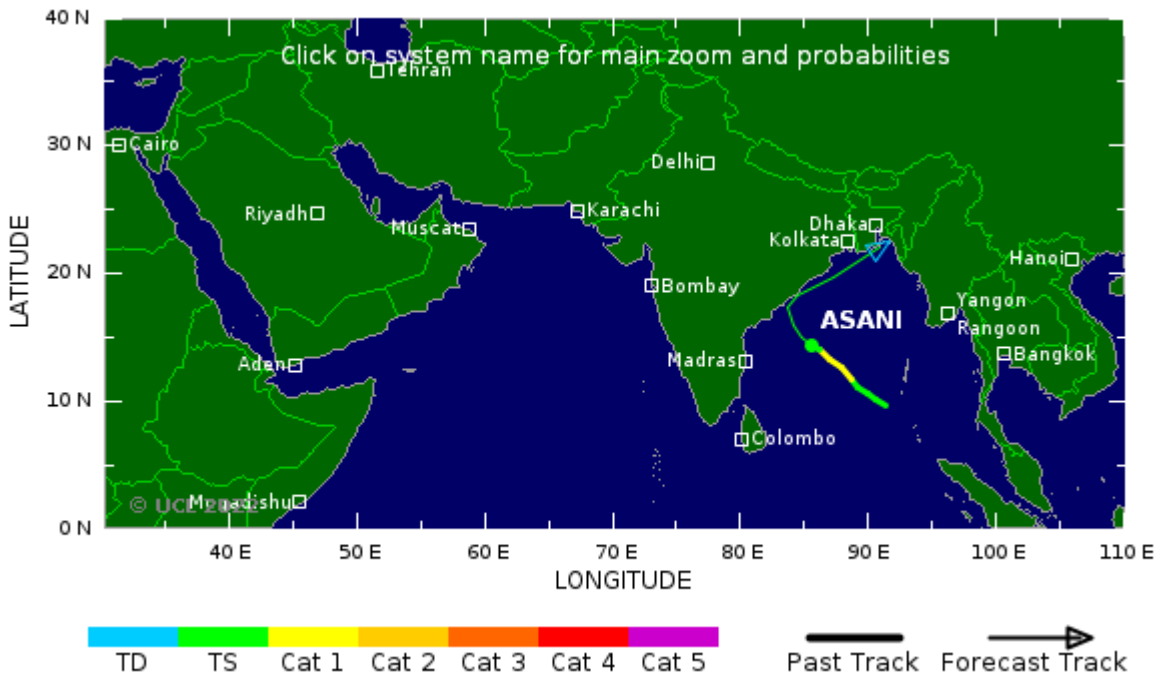 40 N
Click on system name for main zoom and probabilities
Tehran
30 N
Cairo
Delhi
Riyadh
Karachi
Muscat
Dhaka
Kolkata
Hanoi
20 N
Bombay
Yangon
ASANI
Rangoon
Madras
Bangkok
Aden
10 N
Colombo
© UCL 2022
Mogadishu
0 N
40 E
50 E
60 E
70 E
80 E
90 E
100 E
110 E
LATITUDE
LONGITUDE
TD
TS
Cat 1
Cat 2
Cat 3
Cat 4
Cat 5
Past Track
Forecast Track